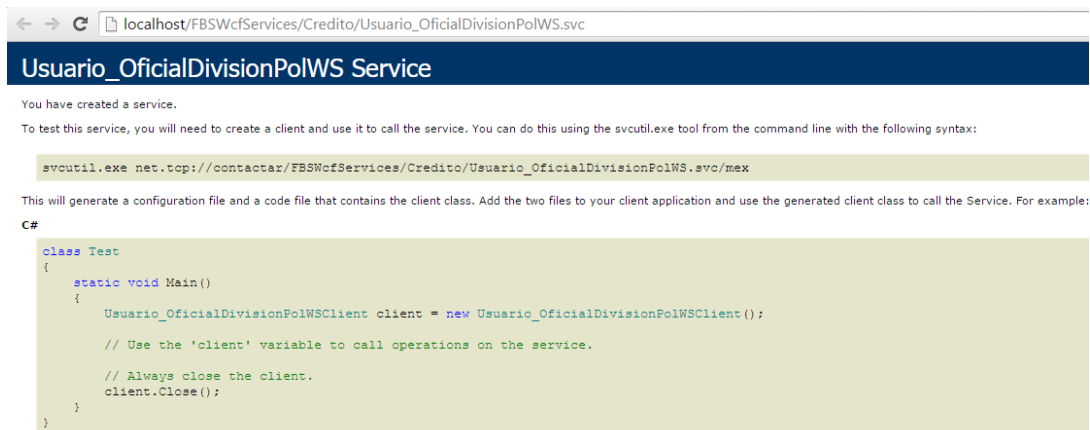 localhost/FBSWcfServices/Credito/Usuario_OficialDivisionPolWS.svc
Usuario_OficialDivisionPolWS Service
You have created a service.
To test this service, you will need to create a client and use it to call the service. You can do this using the svcutil.exe tool from the command line with the following syntax:
svcutil.exe net.tcp://contactar/FBSWcfServices/Credito/Usuario_OficialDivisionPolWS.svc/mex
This will generate a configuration file and a code file that contains the client class. Add the two files to your client application and use the generated client class to call the Service. For example:
C#
class Test
{
    static void Main()
    {
        Usuario_OficialDivisionPolWSClient client = new Usuario_OficialDivisionPolWSClient();
        // Use the 'client' variable to call operations on the service.
        // Always close the client.
        client.Close();
    }
}